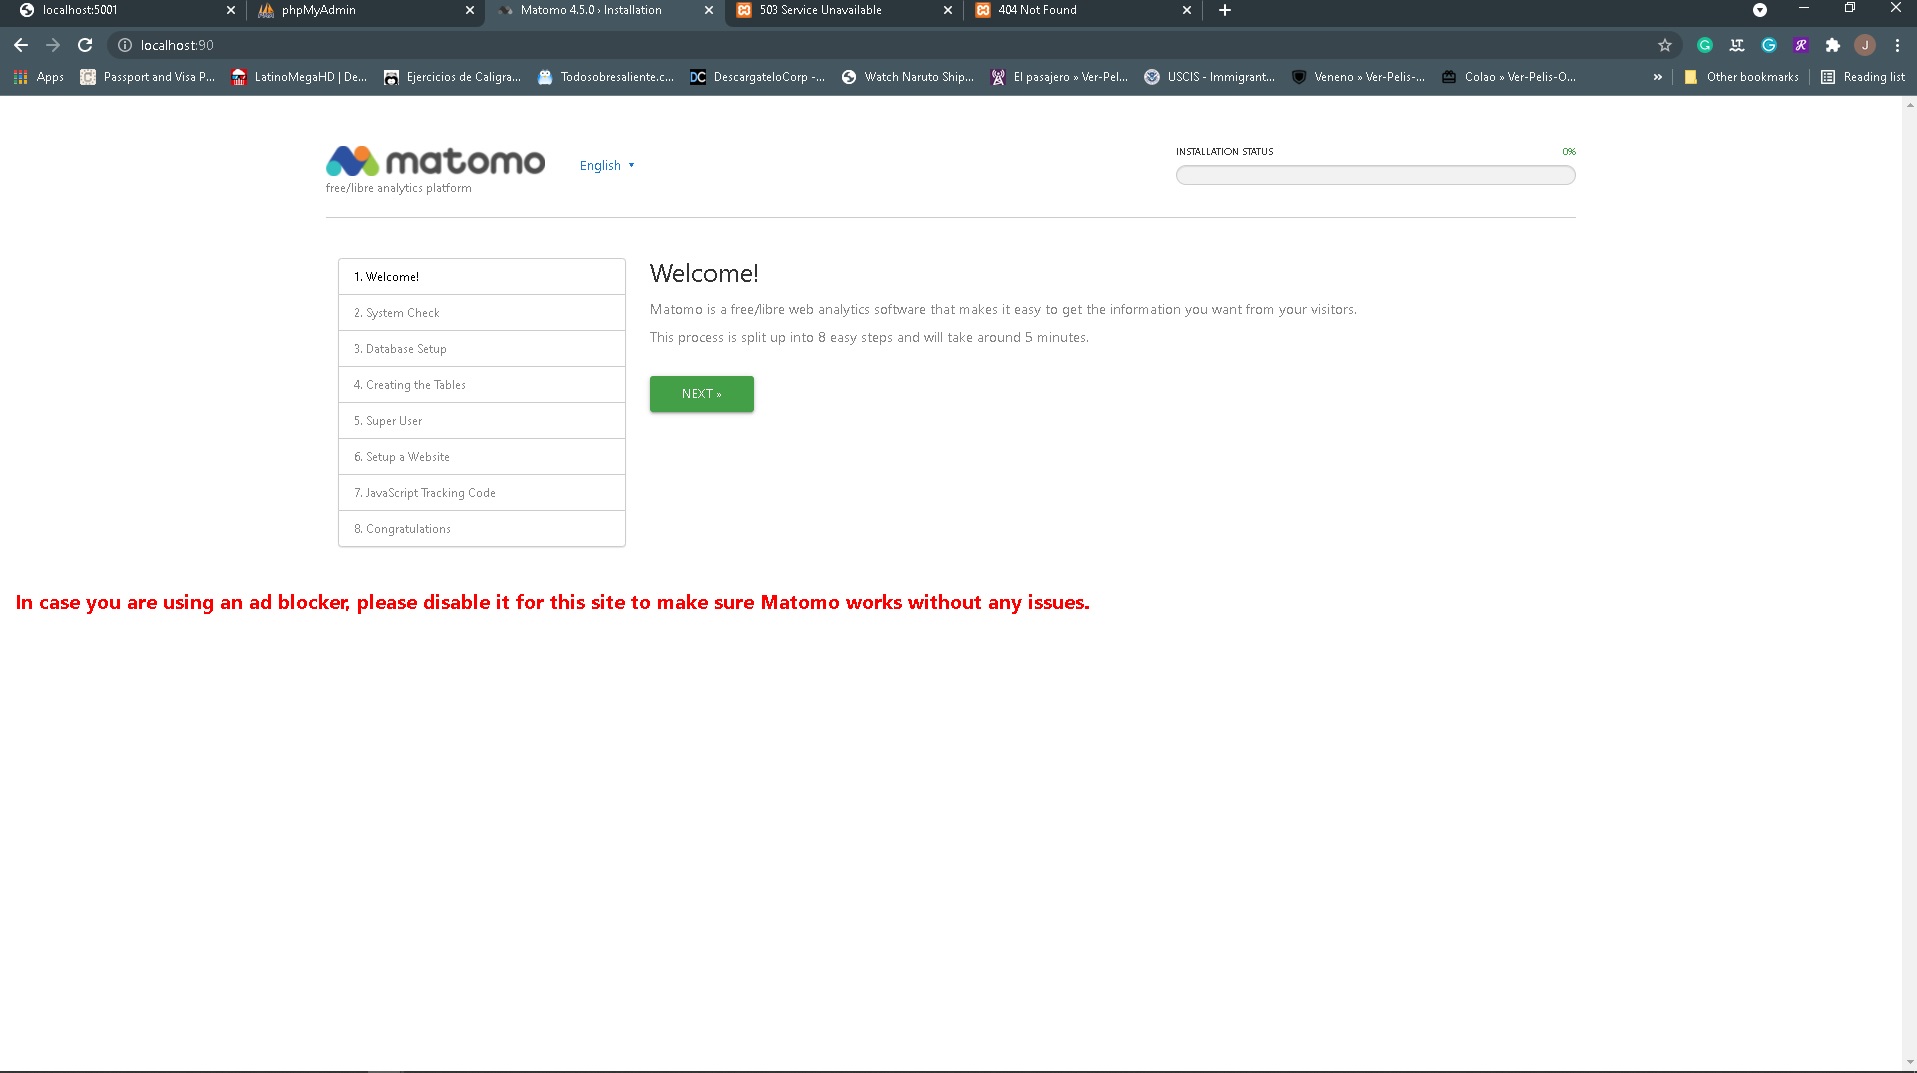 localhost:5001
phpMyAdmin
Matomo 4.5.0 › Installation
503 Service Unavailable
404 Not Found
localhost:90
J
Apps
Passport and Visa P...
LatinoMegaHD | De...
Ejercicios de Caligra...
Todosobresaliente.c...
DC
DescargateloCorp -...
Watch Naruto Ship...
El pasajero » Ver-Pel...
USCIS - Immigrant...
Veneno » Ver-Pelis-...
Colao » Ver-Pelis-O...
»
Other bookmarks
Reading list
matomo
free/libre analytics platform
English
INSTALLATION STATUS
0%
1. Welcome!
2. System Check
3. Database Setup
4. Creating the Tables
5. Super User
6. Setup a Website
7. JavaScript Tracking Code
8. Congratulations
Welcome!
Matomo is a free/libre web analytics software that makes it easy to get the information you want from your visitors.
This process is split up into 8 easy steps and will take around 5 minutes.
NEXT »
In case you are using an ad blocker, please disable it for this site to make sure Matomo works without any issues.